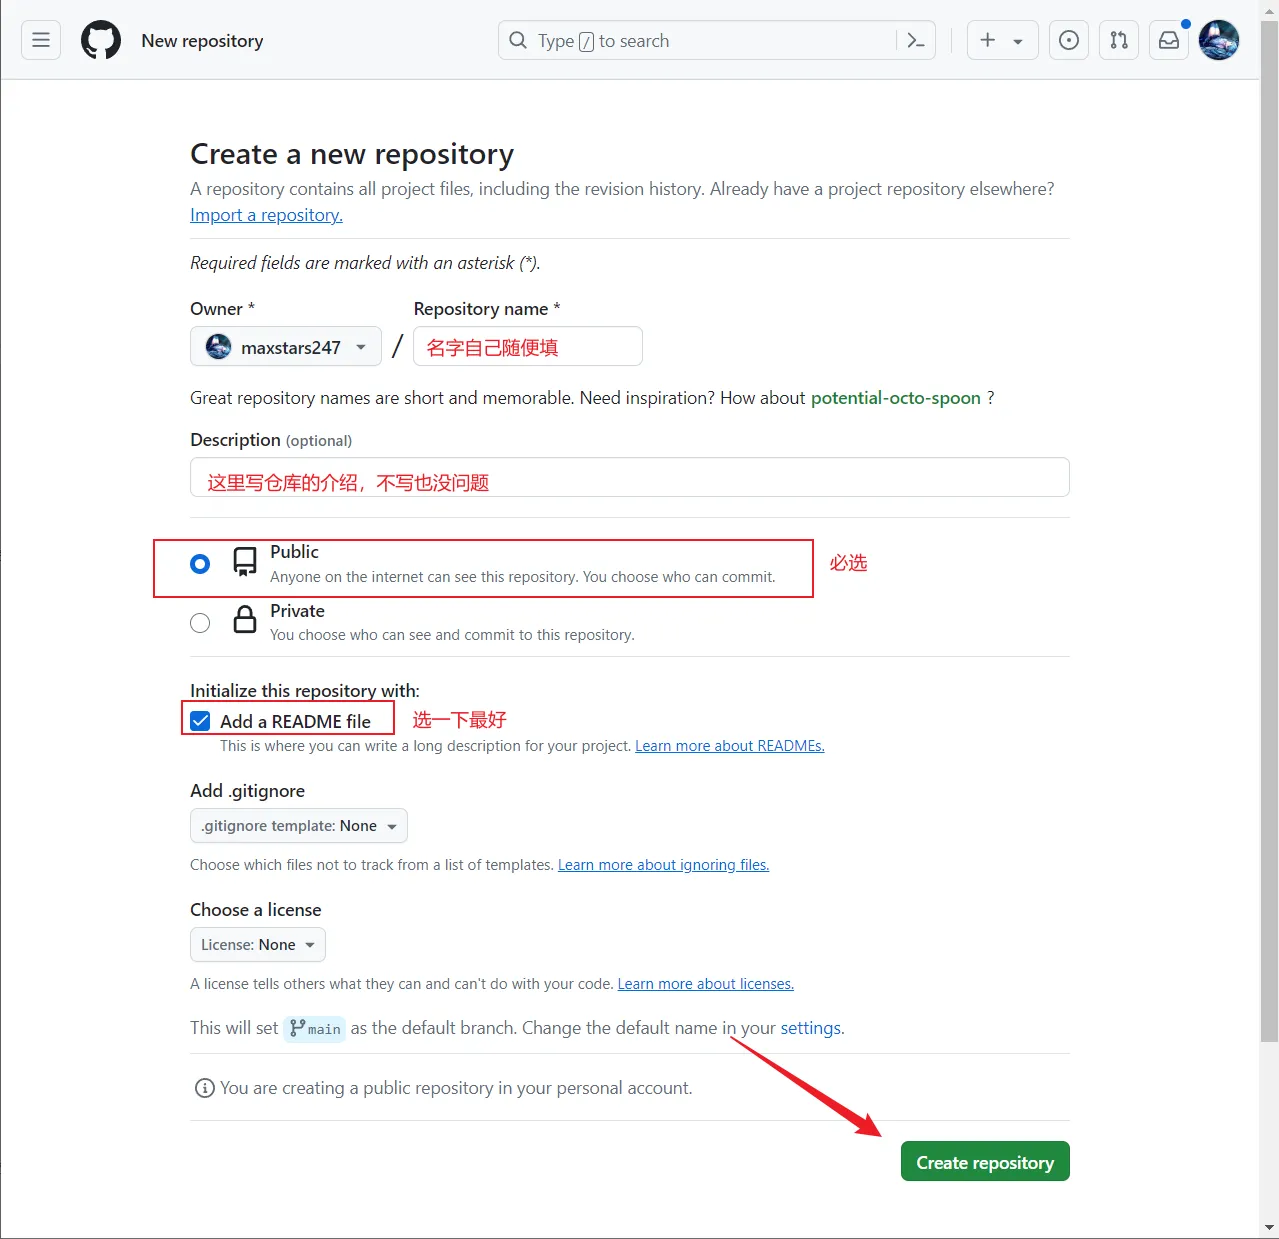 New repository
Type / to search
Create a new repository
A repository contains all project files, including the revision history. Already have a project repository elsewhere?
Import a repository.
Required fields are marked with an asterisk (*).
Owner * Repository name *
maxstars247 / 名字自己随便填
Great repository names are short and memorable. Need inspiration? How about potential-octo-spoon ?
Description (optional)
这里写仓库的介绍，不写也没问题
Public
Anyone on the internet can see this repository. You choose who can commit.
必选
Private
You choose who can see and commit to this repository.
Initialize this repository with:
Add a README file 选一下最好
This is where you can write a long description for your project. Learn more about READMEs.
Add .gitignore
.gitignore template: None
Choose which files not to track from a list of templates. Learn more about ignoring files.
Choose a license
License: None
A license tells others what they can and can't do with your code. Learn more about licenses.
This will set main as the default branch. Change the default name in your settings.
You are creating a public repository in your personal account.
Create repository